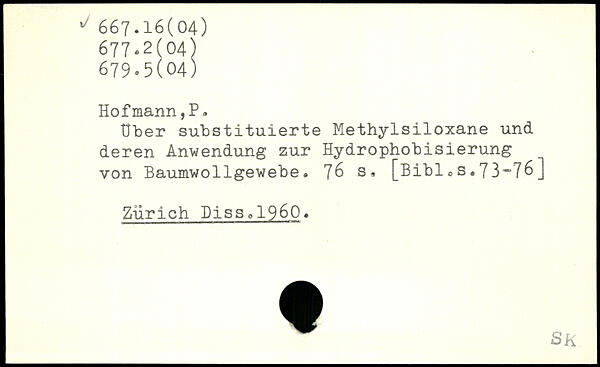 ✓ 667.16(04)
677.2(04)
679.5(04)
Hofmann,P.
Über substituierte Methylsiloxane und
deren Anwendung zur Hydrophobisierung
von Baumwollgewebe. 76 s. [Bibl.s.73-76]
Zürich Diss.1960.
SK